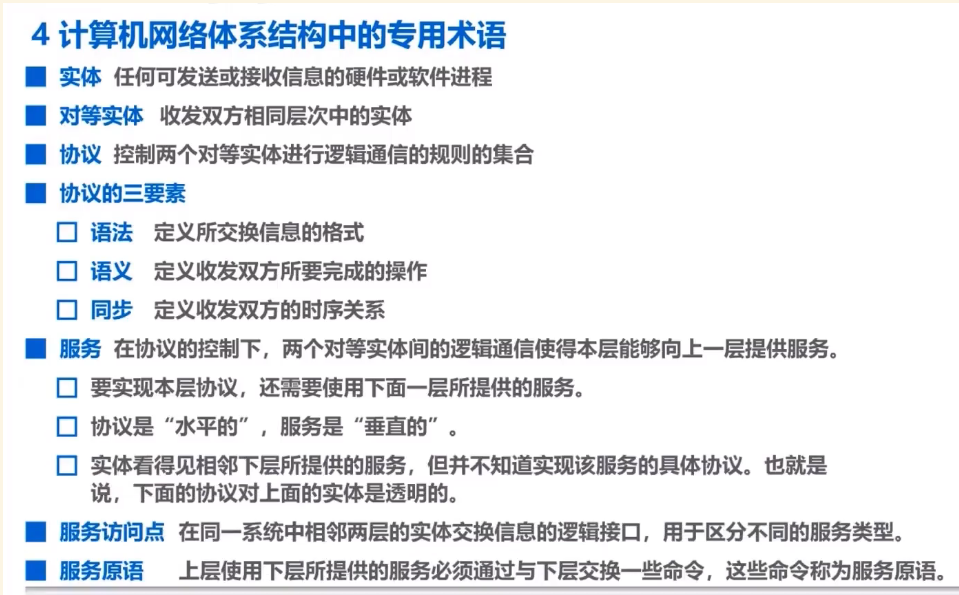 4 计算机网络体系结构中的专用术语
实体 任何可发送或接收信息的硬件或软件进程
对等实体 收发双方相同层次中的实体
协议 控制两个对等实体进行逻辑通信的规则的集合
协议的三要素
语法 定义所交换信息的格式
语义 定义收发双方所要完成的操作
同步 定义收发双方的时序关系
服务 在协议的控制下，两个对等实体间的逻辑通信使得本层能够向上一层提供服务。
要实现本层协议，还需要使用下面一层所提供的服务。
协议是“水平的”，服务是“垂直的”。
实体看得见相邻下层所提供的服务，但并不知道实现该服务的具体协议。也就是
说，下面的协议对上面的实体是透明的。
服务访问点 在同一系统中相邻两层的实体交换信息的逻辑接口，用于区分不同的服务类型。
服务原语 上层使用下层所提供的服务必须通过与下层交换一些命令，这些命令称为服务原语。